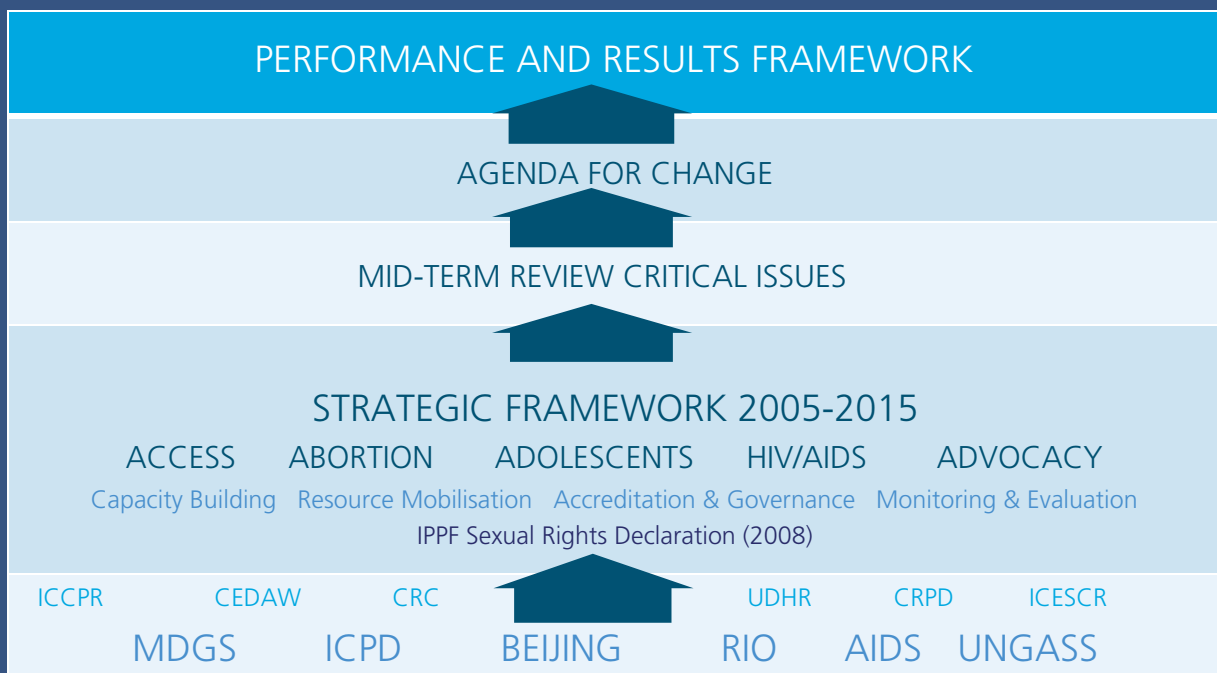 PERFORMANCE AND RESULTS FRAMEWORK
AGENDA FOR CHANGE
MID-TERM REVIEW CRITICAL ISSUES
STRATEGIC FRAMEWORK 2005-2015
ACCESS ABORTION ADOLESCENTS HIV/AIDS ADVOCACY
Capacity Building Resource Mobilisation Accreditation & Governance Monitoring & Evaluation
IPPF Sexual Rights Declaration (2008)
ICCPR CEDAW CRC UDHR CRPD ICESCR
MDGS ICPD BEIJING RIO AIDS UNGASS